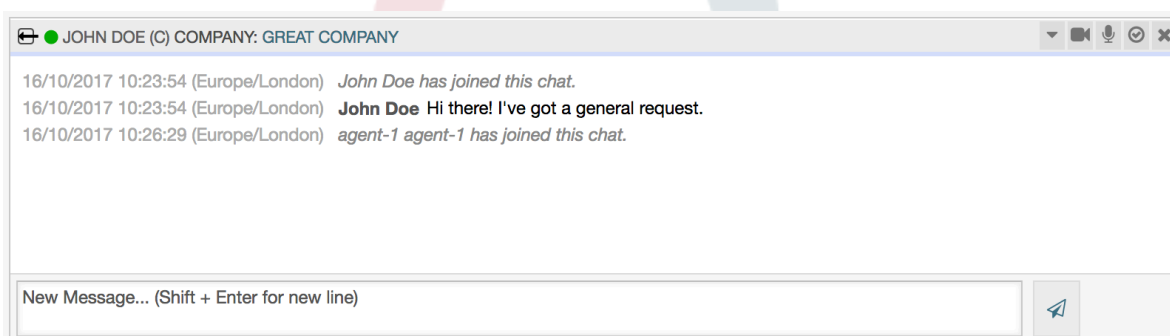 JOHN DOE (C) COMPANY: GREAT COMPANY
16/10/2017 10:23:54 (Europe/London) John Doe has joined this chat.
16/10/2017 10:23:54 (Europe/London) John Doe Hi there! I've got a general request.
16/10/2017 10:26:29 (Europe/London) agent-1 agent-1 has joined this chat.
New Message... (Shift + Enter for new line)